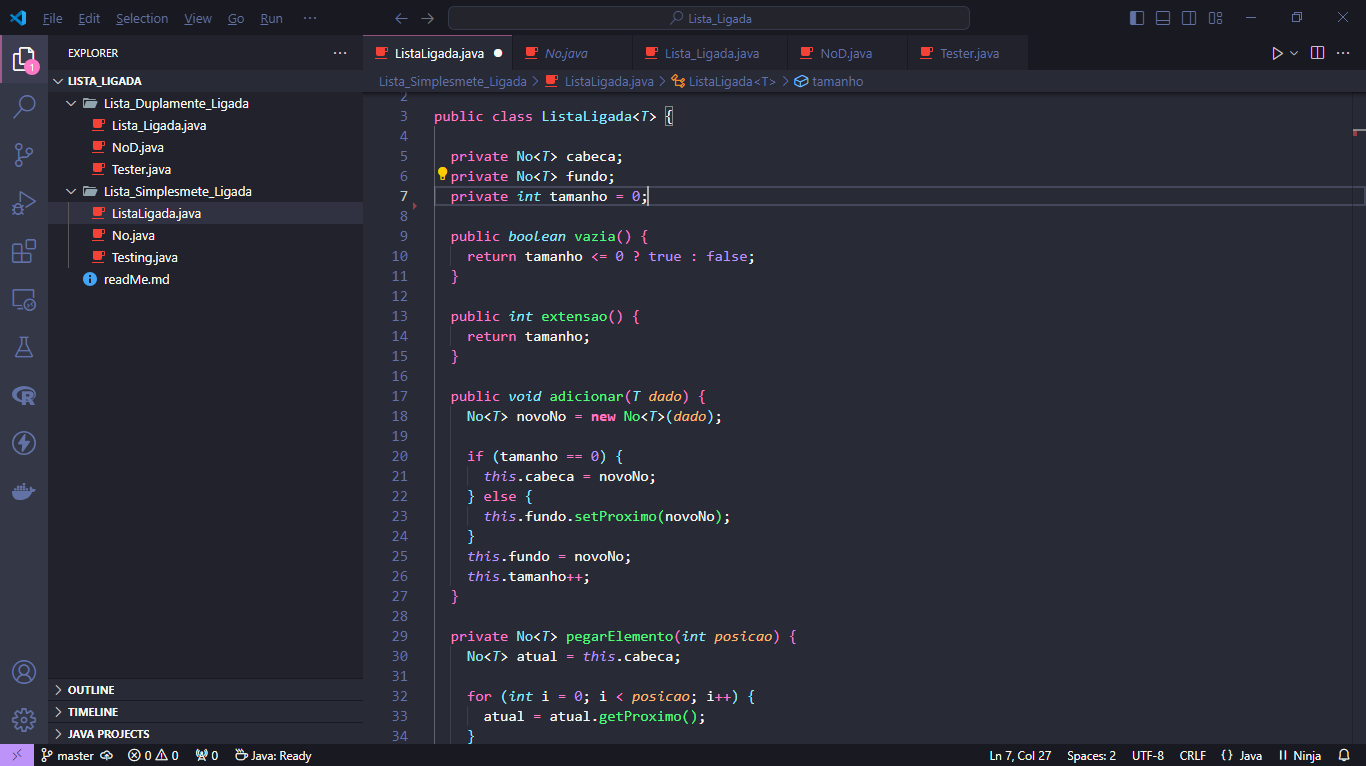 File Edit Selection View Go Run ··· Lista_Ligada
EXPLORER ···
1
LISTA_LIGADA
Lista_Duplamente_Ligada
Lista_Ligada.java
NoD.java
Tester.java
Lista_Simplesmete_Ligada
ListaLigada.java
No.java
Testing.java
readMe.md
OUTLINE
TIMELINE
JAVA PROJECTS
ListaLigada.java No.java Lista_Ligada.java NoD.java Tester.java
Lista_Simplesmete_Ligada > ListaLigada.java > ListaLigada<T> > tamanho
2
3 public class ListaLigada<T> {
4
5 private No<T> cabeca;
6 private No<T> fundo;
7 private int tamanho = 0;
8
9 public boolean vazia() {
10 return tamanho <= 0 ? true : false;
11 }
12
13 public int extensao() {
14 return tamanho;
15 }
16
17 public void adicionar(T dado) {
18 No<T> novoNo = new No<T>(dado);
19
20 if (tamanho == 0) {
21 this.cabeca = novoNo;
22 } else {
23 this.fundo.setProximo(novoNo);
24 }
25 this.fundo = novoNo;
26 this.tamanho++;
27 }
28
29 private No<T> pegarElemento(int posicao) {
30 No<T> atual = this.cabeca;
31
32 for (int i = 0; i < posicao; i++) {
33 atual = atual.getProximo();
34 }
master 0 0 0 Java: Ready Ln 7, Col 27 Spaces: 2 UTF-8 CRLF {} Java Ninja